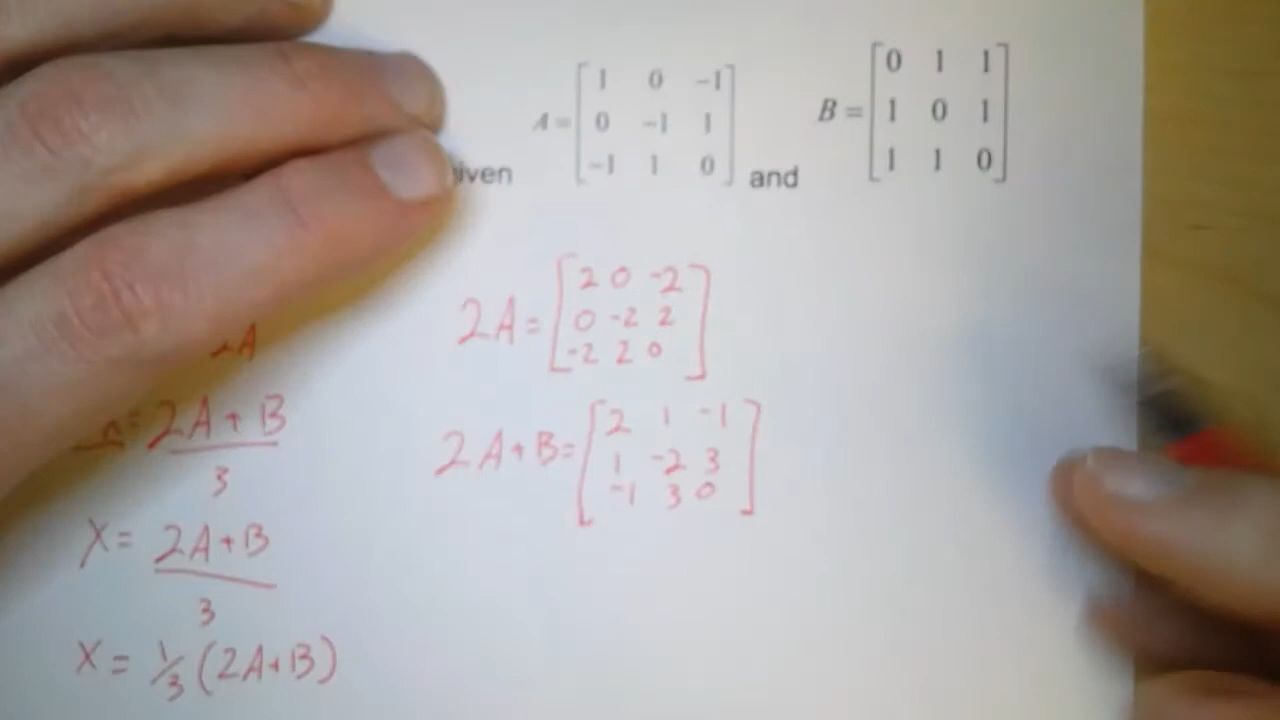 A = [ 1 0 -1
0 -1 1
-1 1 0 ] and
B = [ 0 1 1
1 0 1
1 1 0 ]
2A = [ 2 0 -2
0 -2 2
-2 2 0 ]
2A + B = [ 2 1 -1
1 -2 3
-1 3 0 ]
2A
2A + B
3
X = 2A + B
3
X = 1/3 (2A + B)